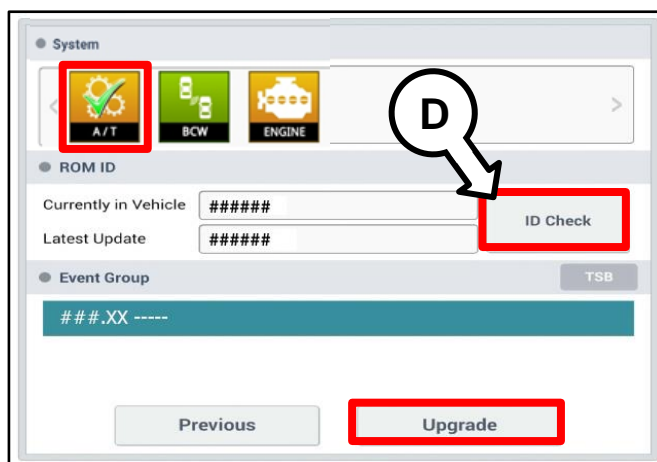 System
A/T BCW ENGINE
D
ROM ID
Currently in Vehicle ######
ID Check
Latest Update ######
Event Group TSB
###.XX -----
Previous Upgrade